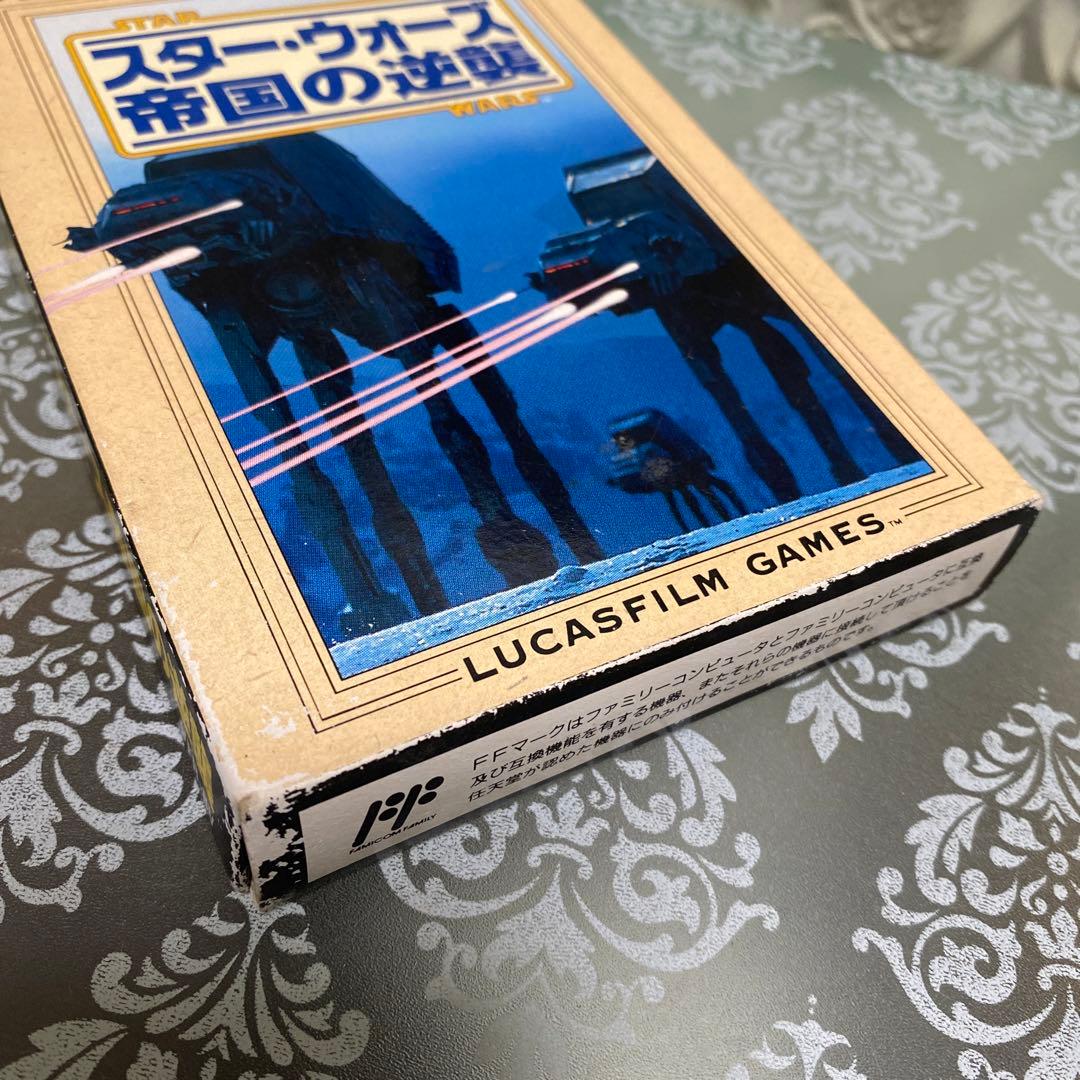 STAR
スター・ウォーズ
帝国の逆襲
WARS
LUCASFILM GAMES™
FFマークはファミリーコンピュータとファミリーコンピュータに互換
及び互換機能を有する機器、またそれらの機器に接続して頂けることを
任天堂が認めた機器にのみ付けることができるものです。
FF
FAMICOM FAMILY